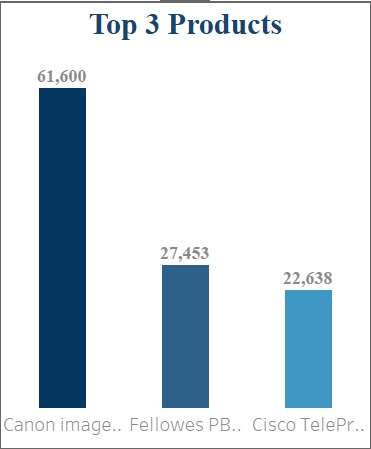 Top 3 Products
61,600
27,453
22,638
Canon image.. Fellowes PB.. Cisco TelePr..